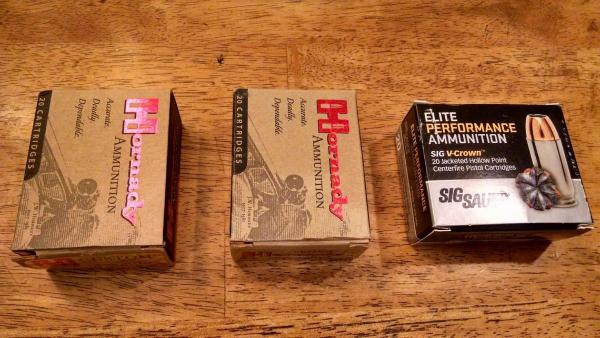 20 CARTRIDGES
Hornady
AMMUNITION
Accurate.
Deadly.
Dependable.
20 CARTRIDGES
Hornady
AMMUNITION
Accurate.
Deadly.
Dependable.
ELITE
PERFORMANCE
AMMUNITION
SIG V-Crown™
20 Jacketed Hollow Point
Centerfire Pistol Cartridges
SIG SAUER